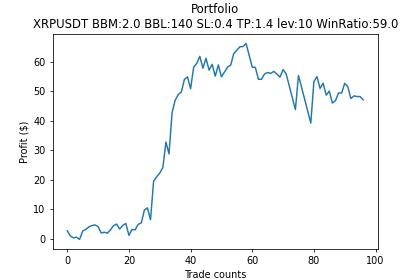 Portfolio
XRPUSDT BBM:2.0 BBL:140 SL:0.4 TP:1.4 lev:10 WinRatio:59.0
60
50
40
30
20
10
0
Profit ($)
0 20 40 60 80 100
Trade counts